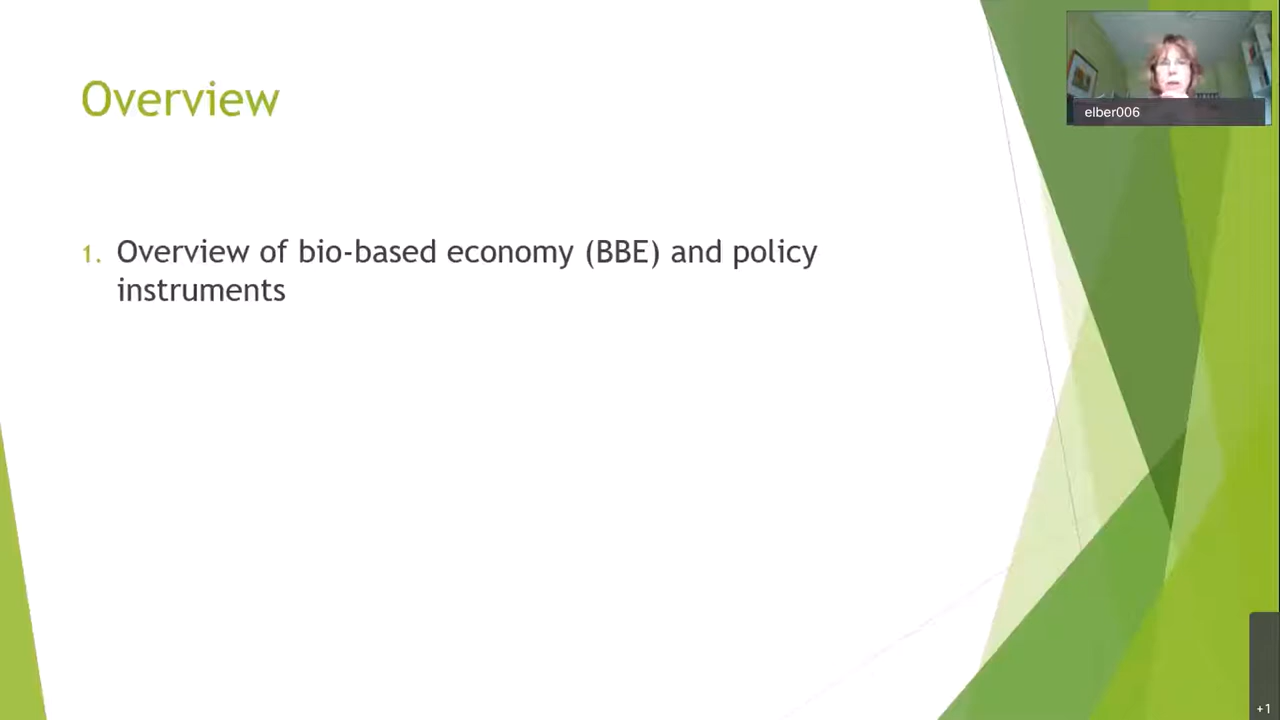 Overview
1. Overview of bio-based economy (BBE) and policy
instruments
elber006
+1